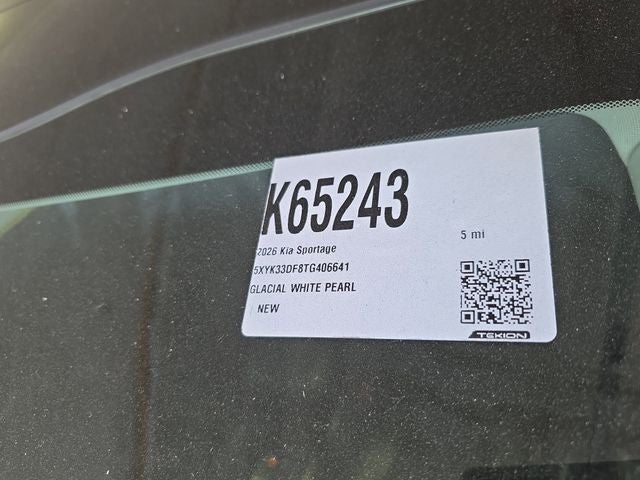 K65243
2026 Kia Sportage
5 mi
5XYK33DF8TG406641
GLACIAL WHITE PEARL
NEW
TEKION